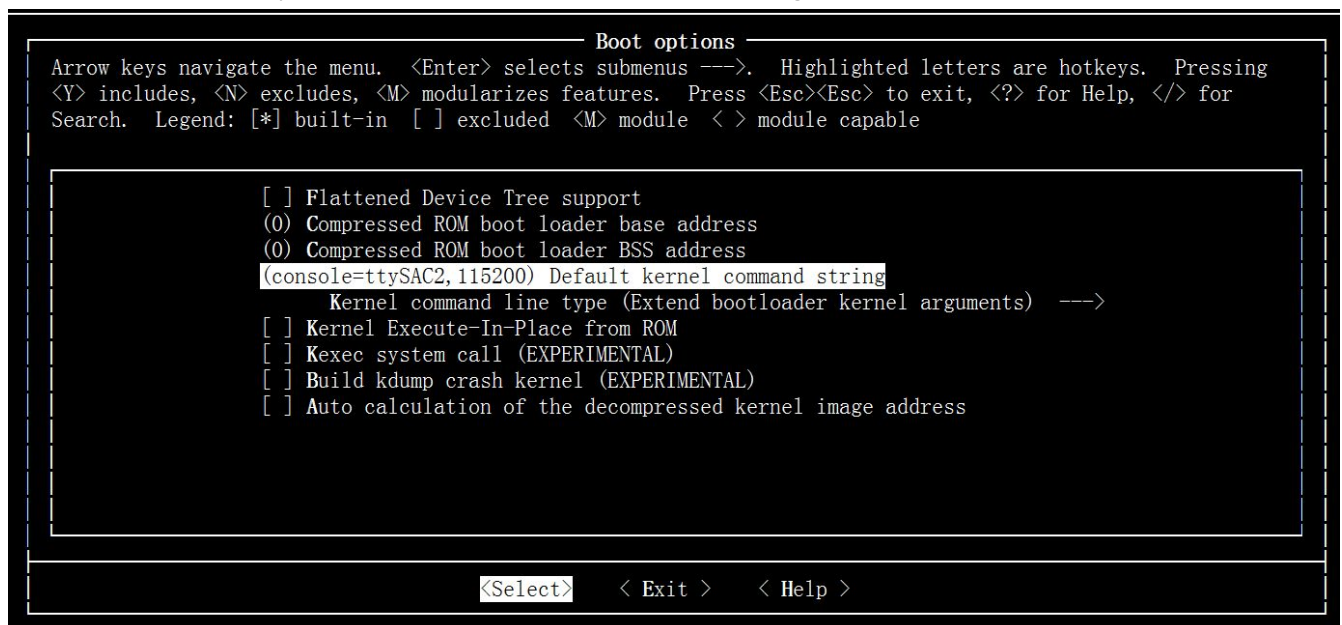 Boot options
Arrow keys navigate the menu. <Enter> selects submenus --->. Highlighted letters are hotkeys. Pressing
<Y> includes, <N> excludes, <M> modularizes features. Press <Esc><Esc> to exit, <?> for Help, </> for
Search. Legend: [*] built-in [ ] excluded <M> module < > module capable
[ ] Flattened Device Tree support
(0) Compressed ROM boot loader base address
(0) Compressed ROM boot loader BSS address
(console=ttySAC2,115200) Default kernel command string
Kernel command line type (Extend bootloader kernel arguments) --->
[ ] Kernel Execute-In-Place from ROM
[ ] Kexec system call (EXPERIMENTAL)
[ ] Build kdump crash kernel (EXPERIMENTAL)
[ ] Auto calculation of the decompressed kernel image address
<Select> < Exit > < Help >